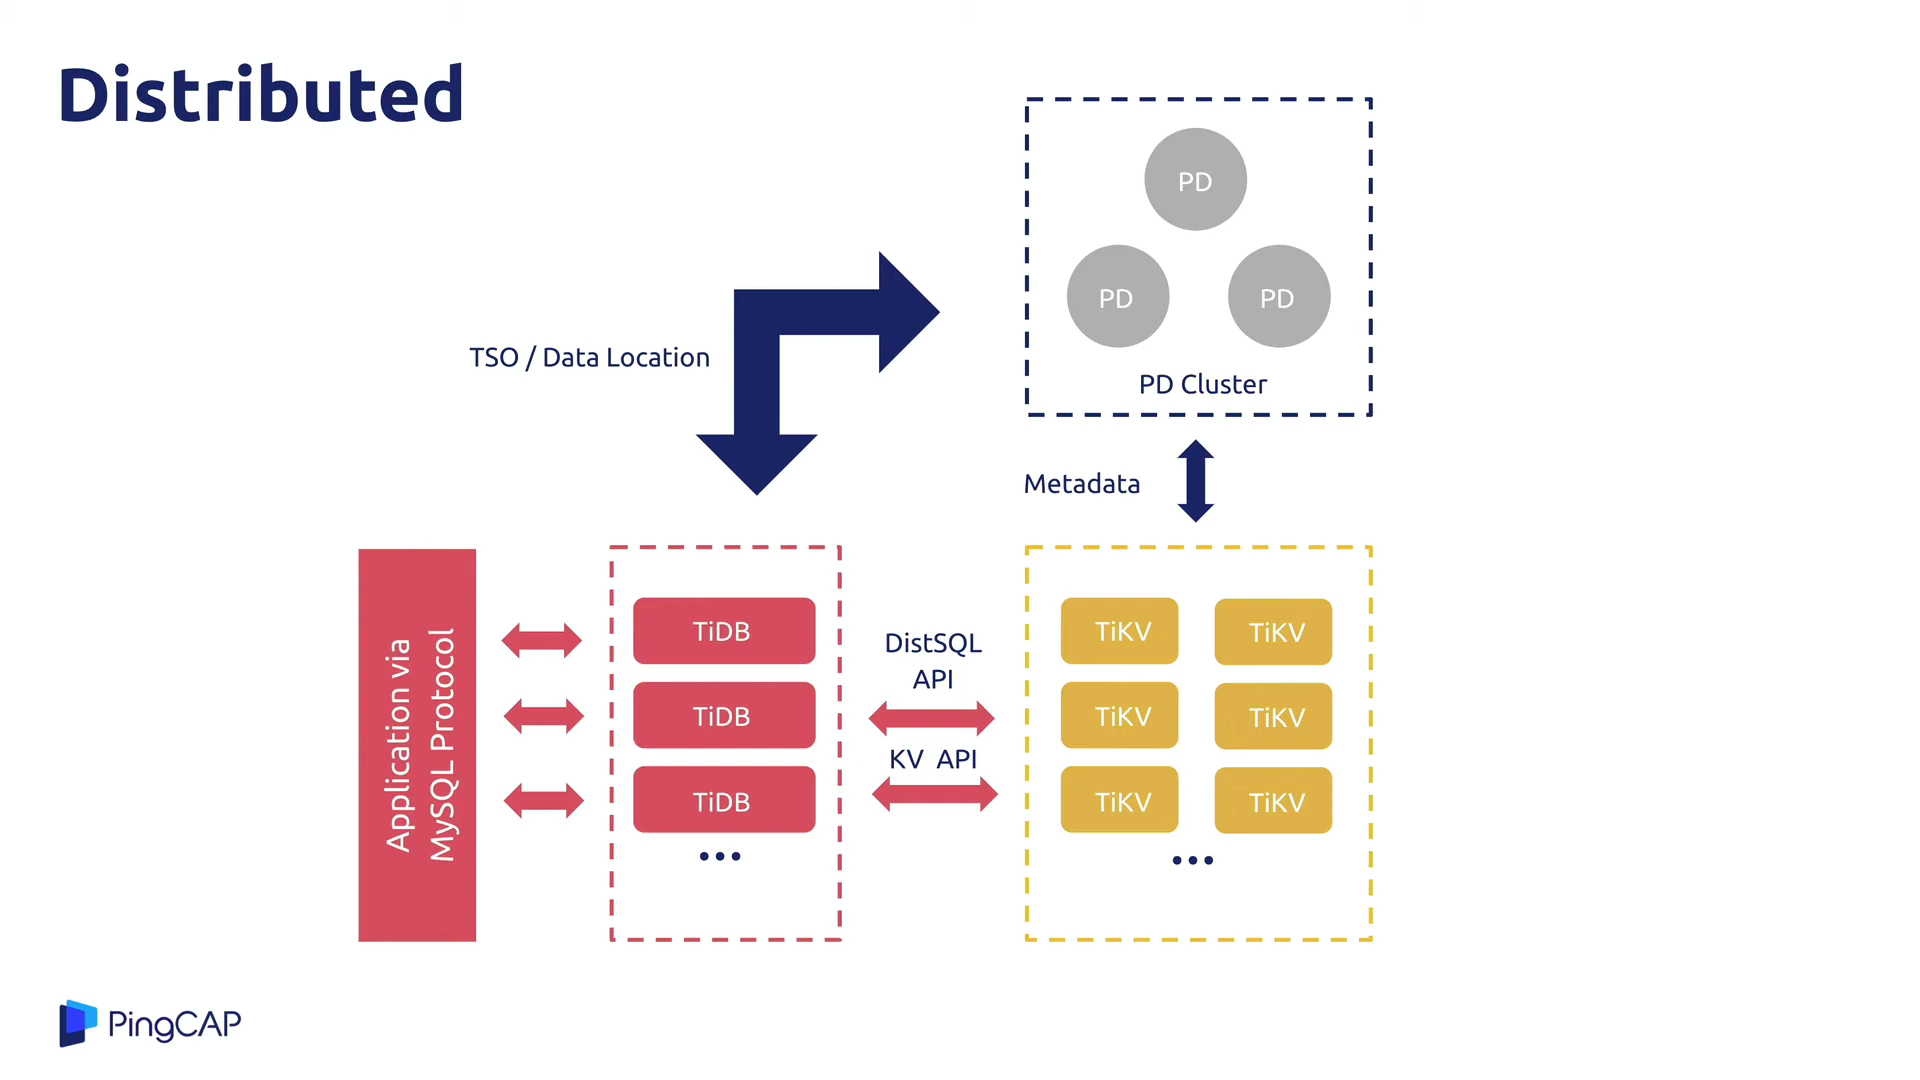 Distributed
PD
PD
PD
PD Cluster
TSO / Data Location
Metadata
Application via
MySQL Protocol
TiDB
TiDB
TiDB
•••
DistSQL
API
KV API
TiKV
TiKV
TiKV
TiKV
TiKV
TiKV
•••
PingCAP